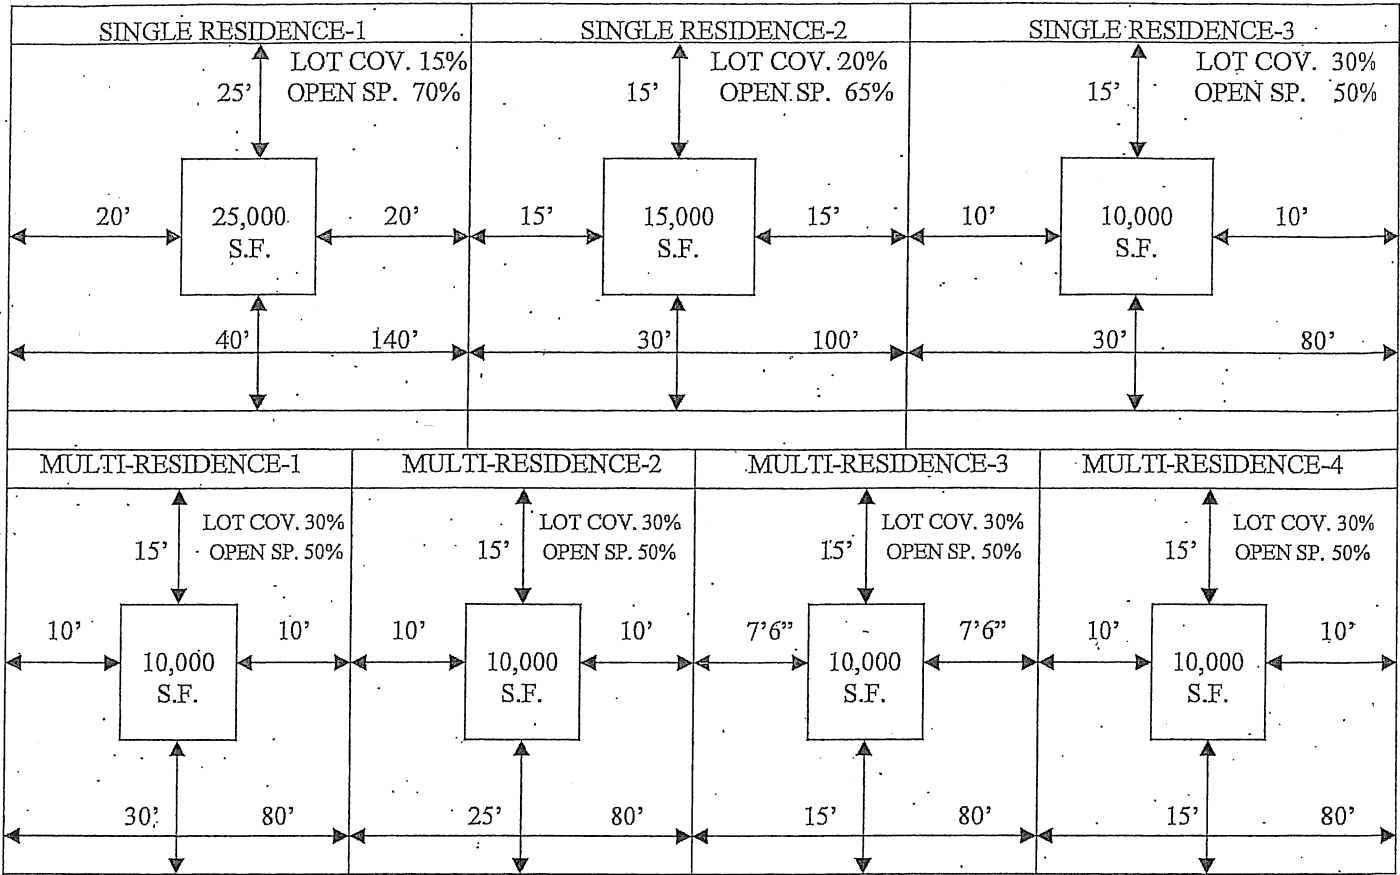 SINGLE RESIDENCE-1
LOT COV. 15%
25' OPEN SP. 70%
20' 25,000 20'
S.F.
40' 140'
SINGLE RESIDENCE-2
LOT COV. 20%
15' OPEN SP. 65%
15' 15,000 15'
S.F.
30' 100'
SINGLE RESIDENCE-3
LOT COV. 30%
15' OPEN SP. 50%
10' 10,000 10'
S.F.
30' 80'
MULTI-RESIDENCE-1
LOT COV. 30%
15' OPEN SP. 50%
10' 10'
10,000
S.F.
30' 80'
MULTI-RESIDENCE-2
LOT COV. 30%
15' OPEN SP. 50%
10' 10'
10,000
S.F.
25' 80'
MULTI-RESIDENCE-3
LOT COV. 30%
15' OPEN SP. 50%
7'6" 7'6"
10,000
S.F.
15' 80'
MULTI-RESIDENCE-4
LOT COV. 30%
15' OPEN SP. 50%
10' 10'
10,000
S.F.
15' 80'